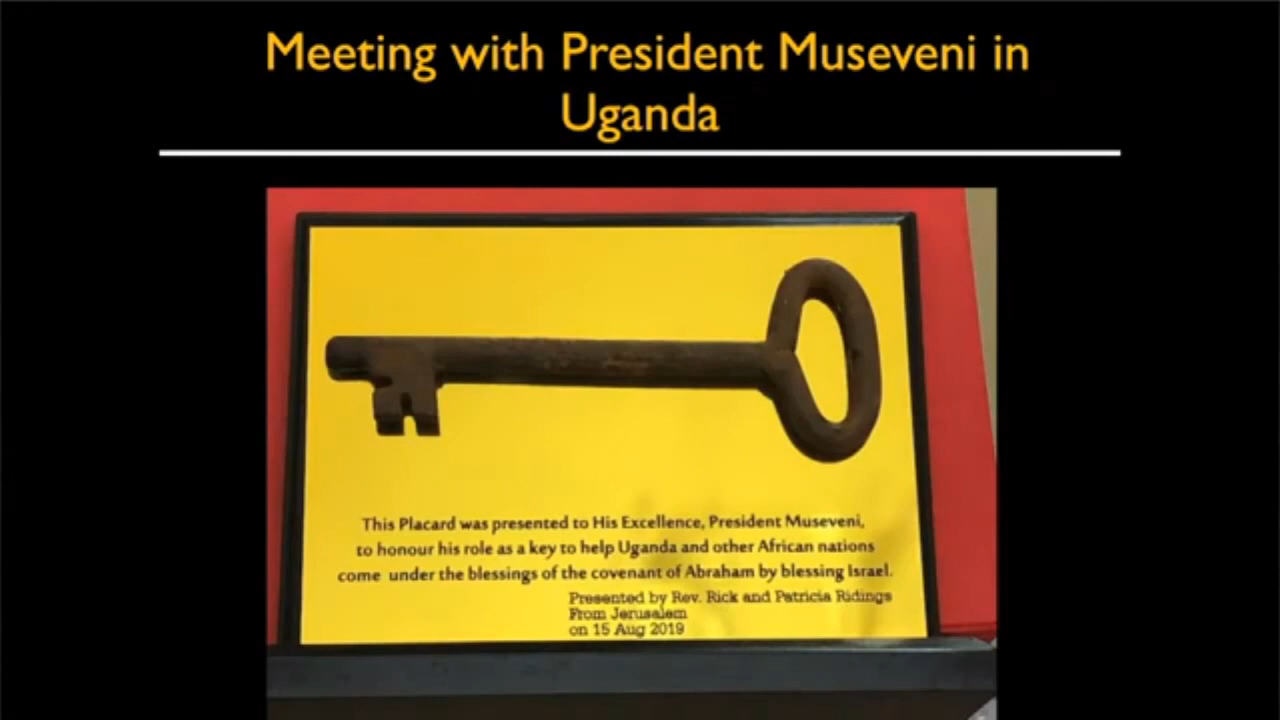 Meeting with President Museveni in
Uganda
This Placard was presented to His Excellence, President Museveni,
to honour his role as a key to help Uganda and other African nations
come under the blessings of the covenant of Abraham by blessing Israel.
Presented by Rev. Rick and Patricia Ridings
From Jerusalem
on 15 Aug 2019